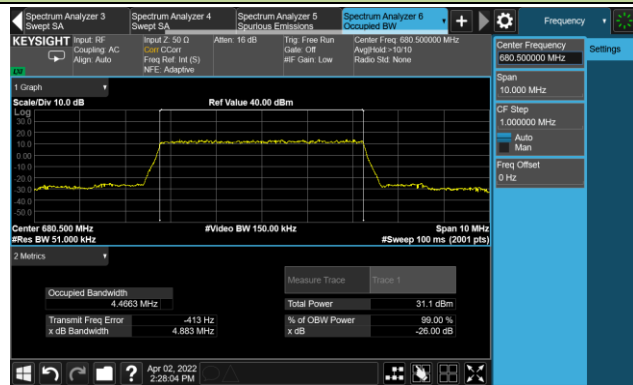 Spectrum Analyzer 3
Swept SA
Spectrum Analyzer 4
Swept SA
Spectrum Analyzer 5
Spurious Emissions
Spectrum Analyzer 6
Occupied BW
Frequency
KEYSIGHT
Input: RF
Coupling: AC
Align: Auto
Input Z: 50 Ω
Corr CCorr
Freq Ref: Int (S)
NFE: Adaptive
Atten: 16 dB
Trig: Free Run
Gate: Off
#IF Gain: Low
Center Freq: 680.500000 MHz
Avg|Hold:>10/10
Radio Std: None
Center Frequency
680.500000 MHz
Settings
Span
10.000 MHz
CF Step
1.000000 MHz
Auto
Man
Freq Offset
0 Hz
1 Graph
Scale/Div 10.0 dB
Ref Value 40.00 dBm
Log
30.0
20.0
10.0
0.00
-10.0
-20.0
-30.0
-40.0
-50.0
Center 680.500 MHz
#Video BW 150.00 kHz
Span 10 MHz
#Res BW 51.000 kHz
#Sweep 100 ms (2001 pts)
2 Metrics
Measure Trace
Trace 1
Occupied Bandwidth
4.4663 MHz
Total Power
31.1 dBm
Transmit Freq Error
-413 Hz
% of OBW Power
99.00 %
x dB Bandwidth
4.883 MHz
x dB
-26.00 dB
?
Apr 02, 2022
2:28:04 PM